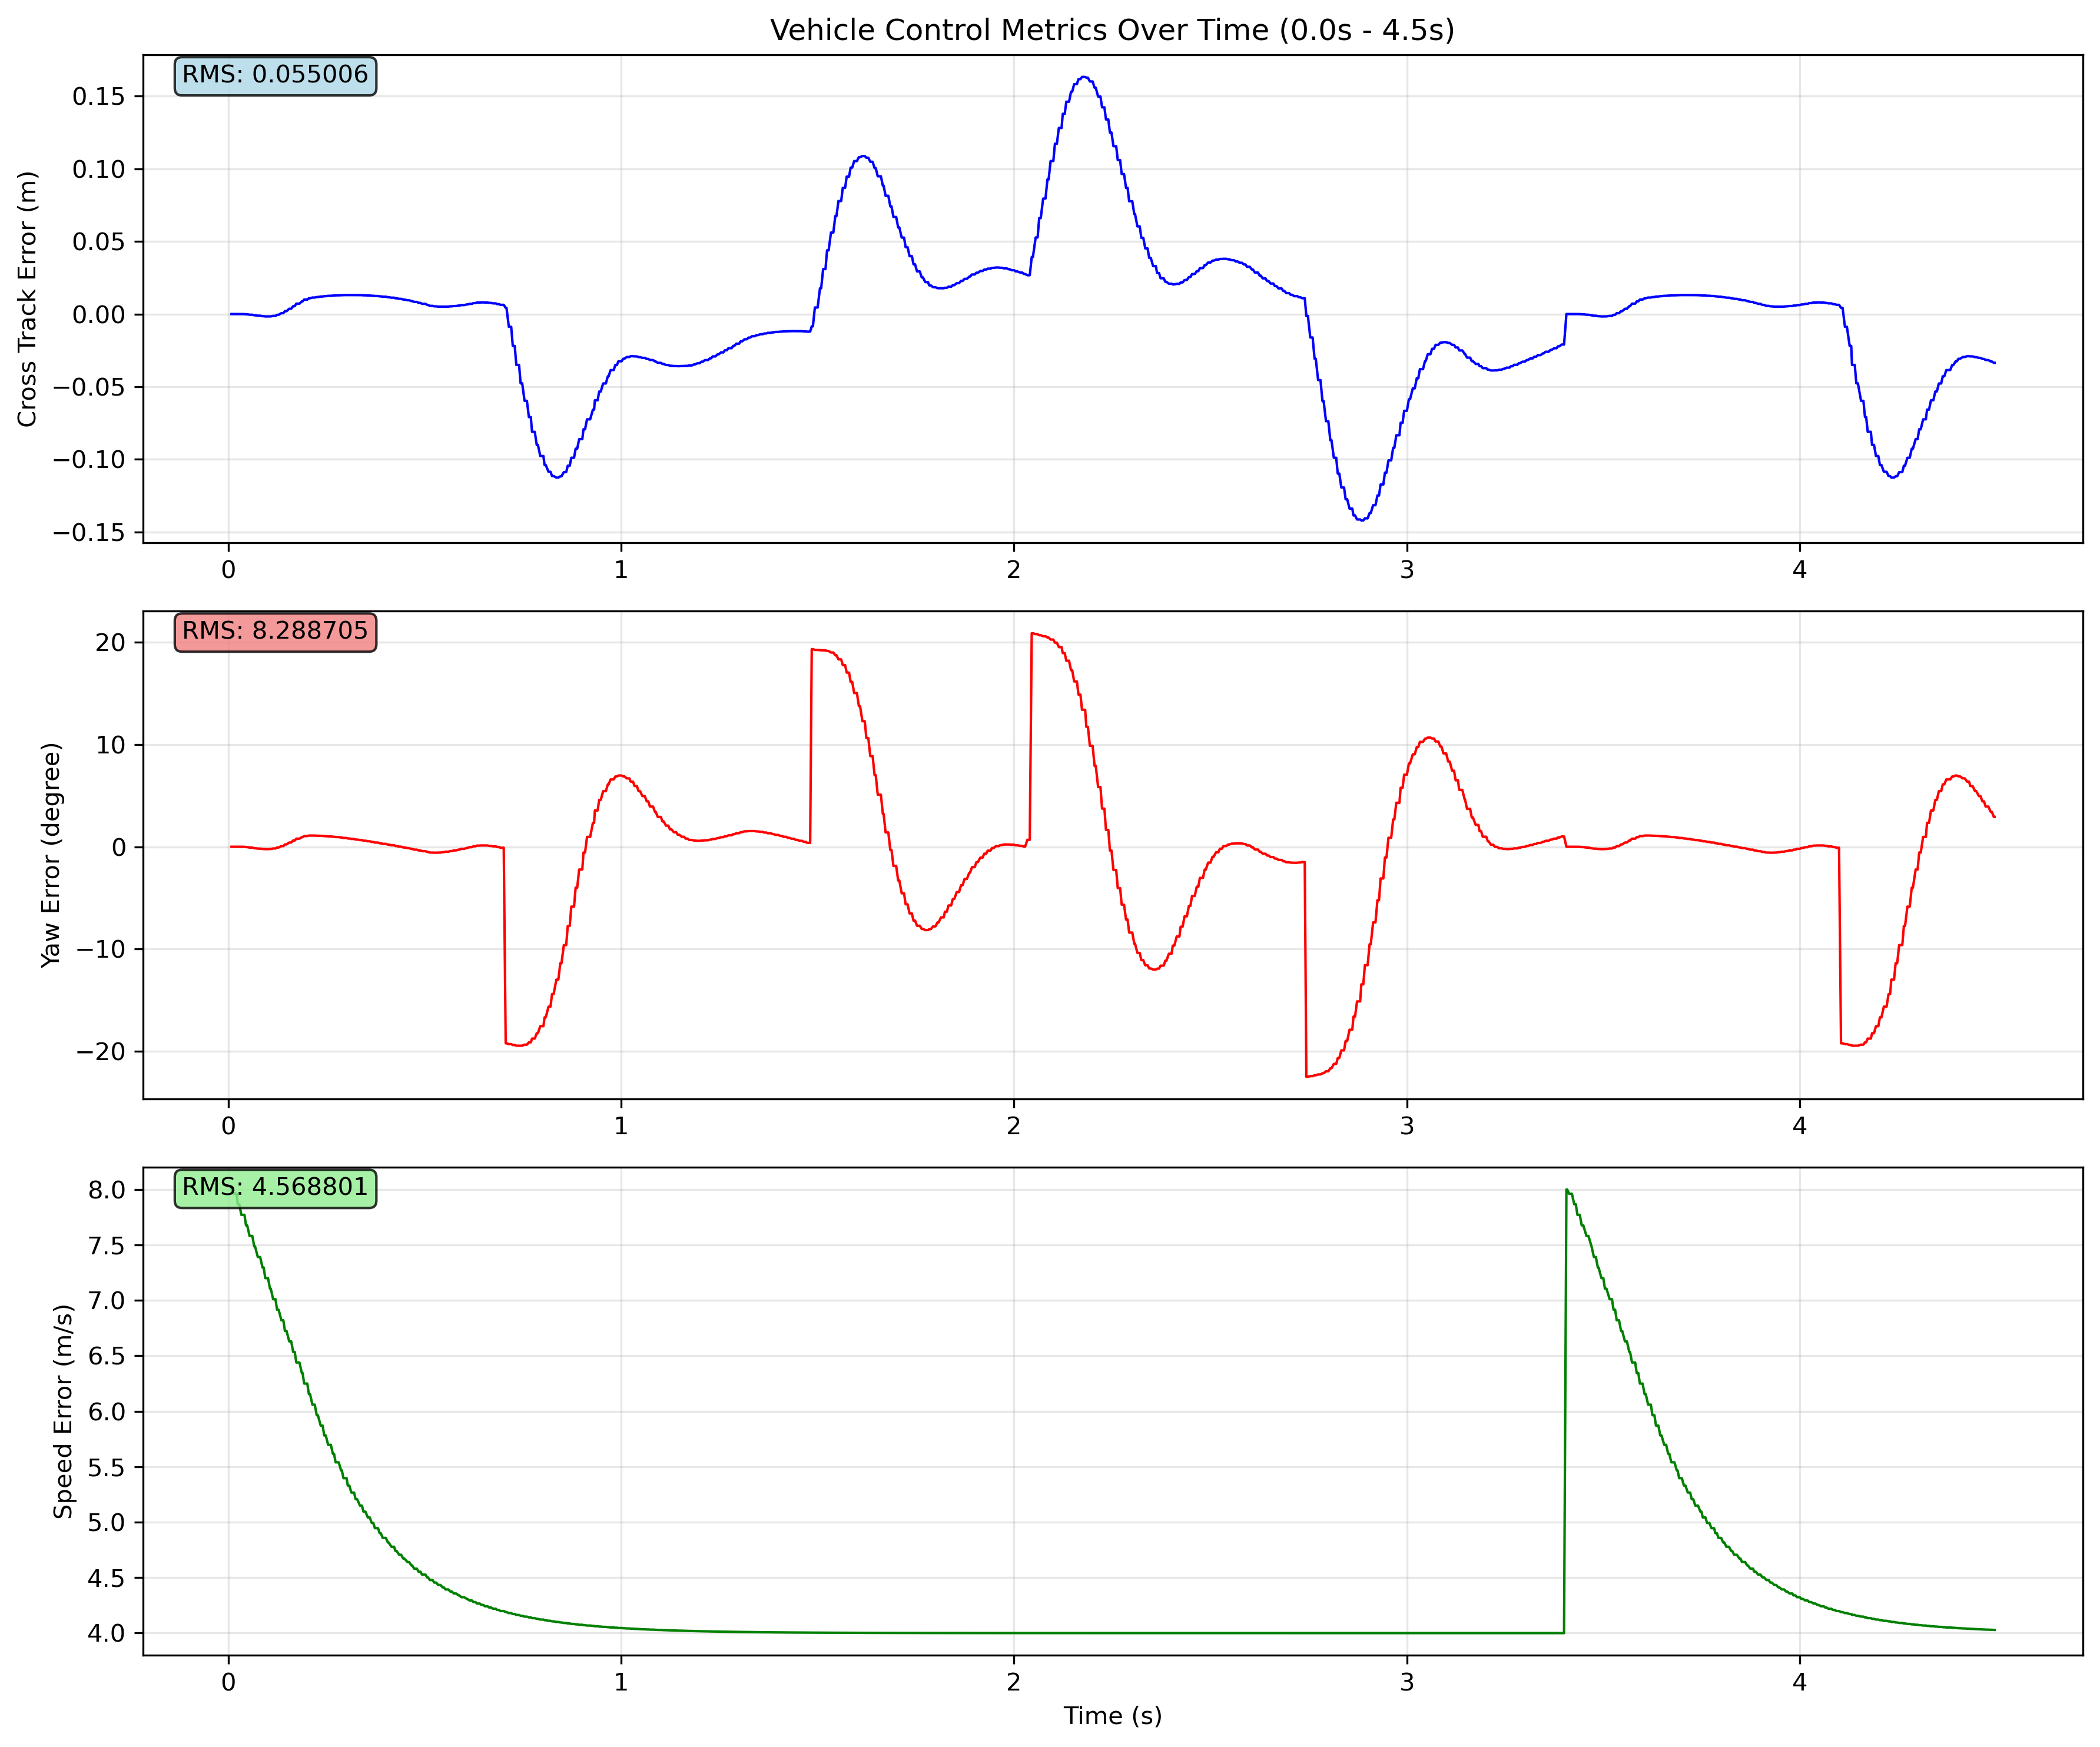 Vehicle Control Metrics Over Time (0.0s - 4.5s)
RMS: 0.055006
Cross Track Error (m)
0.15
0.10
0.05
0.00
−0.05
−0.10
−0.15
0 1 2 3 4
RMS: 8.288705
Yaw Error (degree)
20
10
0
−10
−20
0 1 2 3 4
RMS: 4.568801
Speed Error (m/s)
8.0
7.5
7.0
6.5
6.0
5.5
5.0
4.5
4.0
0 1 2 3 4
Time (s)